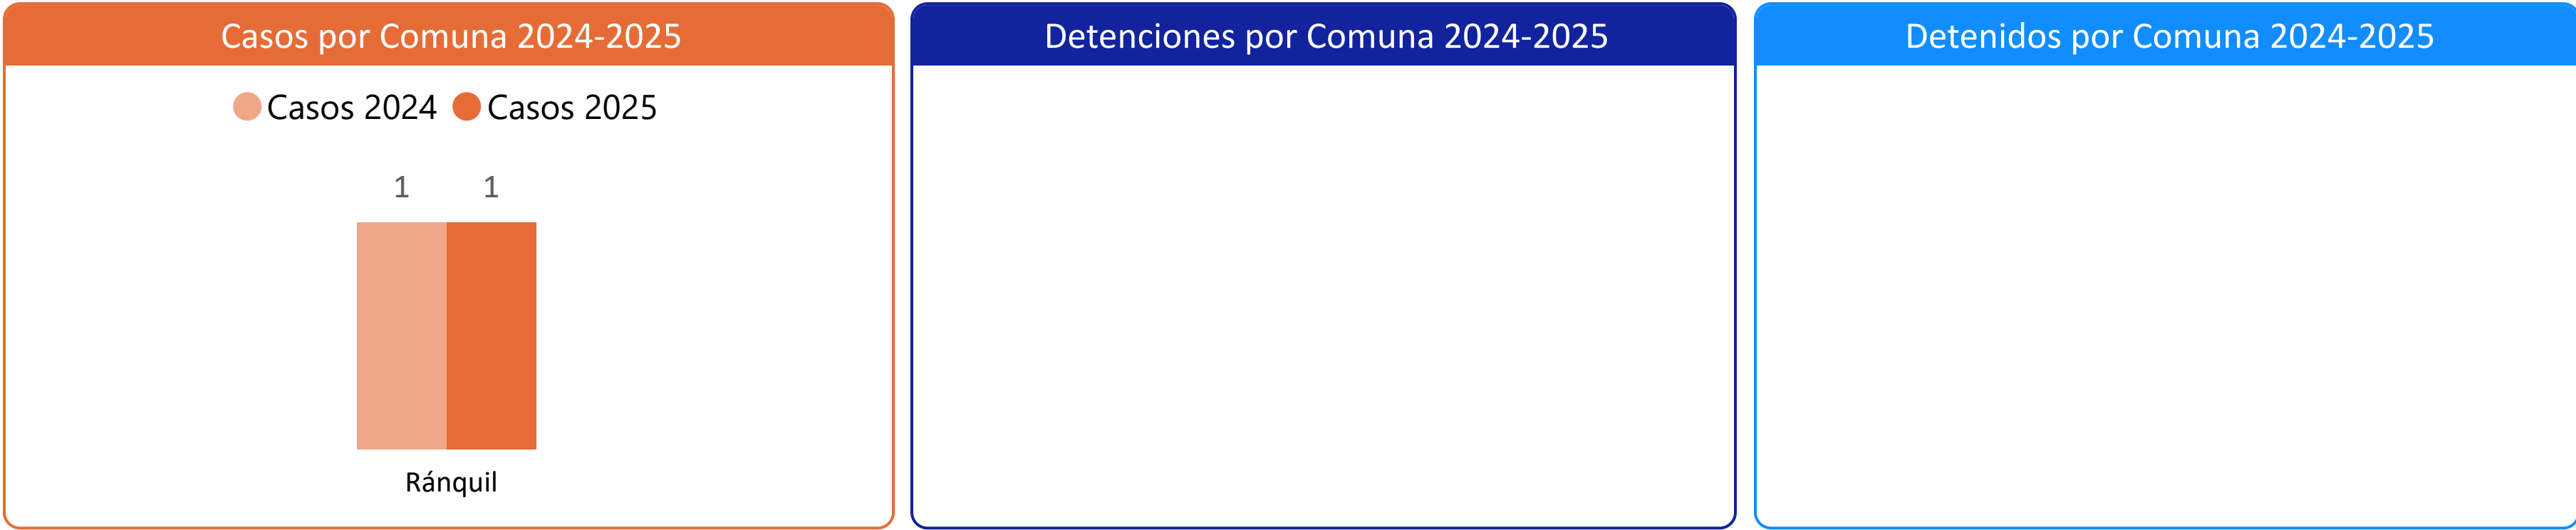 Casos por Comuna 2024-2025
Casos 2024 Casos 2025
1 1
Ránquil
Detenciones por Comuna 2024-2025
Detenidos por Comuna 2024-2025